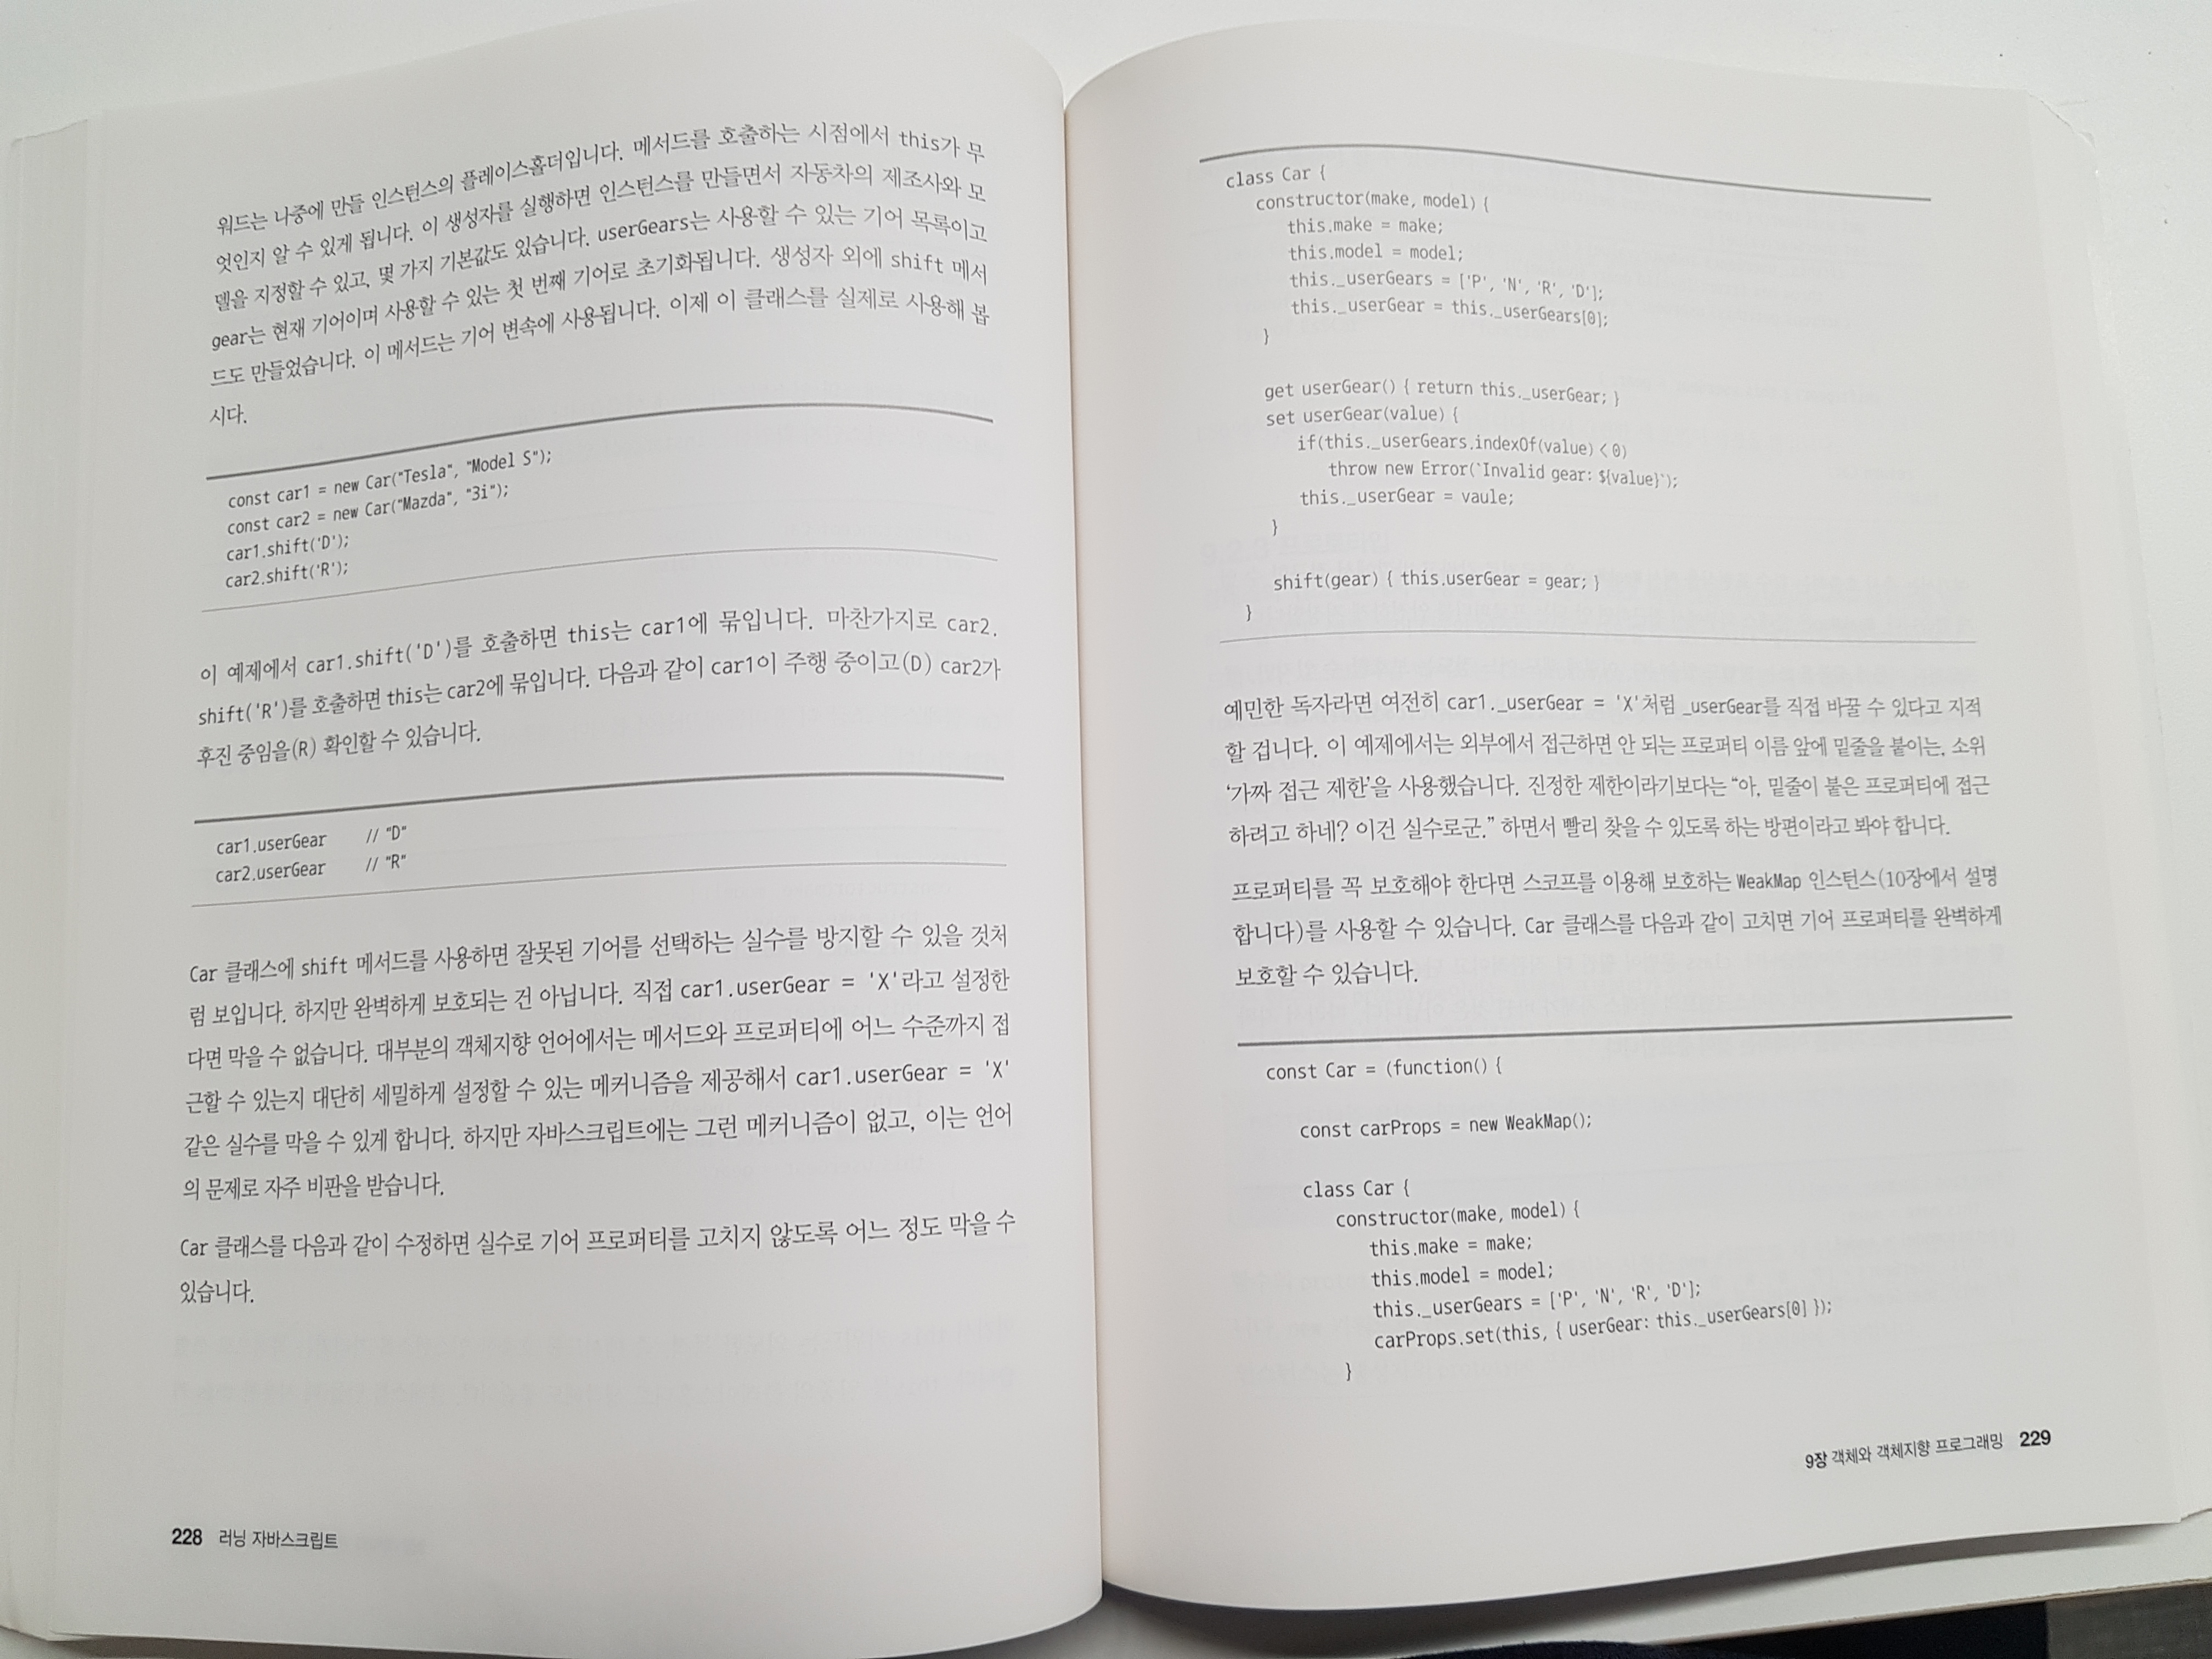 워드는 나중에 만들 인스턴스의 플레이스홀더입니다. 메서드를 호출하는 시점에서 this가 무
엇인지 알 수 있게 됩니다. 이 생성자를 실행하면 인스턴스를 만들면서 자동차의 제조사와 모
델을 지정할 수 있고, 몇 가지 기본값도 있습니다. userGears는 사용할 수 있는 기어 목록이고
gear는 현재 기어이며 사용할 수 있는 첫 번째 기어로 초기화됩니다. 생성자 외에 shift 메서
드도 만들었습니다. 이 메서드는 기어 변속에 사용됩니다. 이제 이 클래스를 실제로 사용해 봅
시다.
const car1 = new Car("Tesla", "Model S");
const car2 = new Car("Mazda", "3i");
car1.shift('D');
car2.shift('R');
이 예제에서 car1.shift('D')를 호출하면 this는 car1에 묶입니다. 마찬가지로 car2.
shift('R')를 호출하면 this는 car2에 묶입니다. 다음과 같이 car1이 주행 중이고(D) car2가
후진 중임을(R) 확인할 수 있습니다.
car1.userGear // "D"
car2.userGear // "R"
Car 클래스에 shift 메서드를 사용하면 잘못된 기어를 선택하는 실수를 방지할 수 있을 것처
럼 보입니다. 하지만 완벽하게 보호되는 건 아닙니다. 직접 car1.userGear = 'X'라고 설정한
다면 막을 수 없습니다. 대부분의 객체지향 언어에서는 메서드와 프로퍼티에 어느 수준까지 접
근할 수 있는지 대단히 세밀하게 설정할 수 있는 메커니즘을 제공해서 car1.userGear = 'X'
같은 실수를 막을 수 있게 합니다. 하지만 자바스크립트에는 그런 메커니즘이 없고, 이는 언어
의 문제로 자주 비판을 받습니다.
Car 클래스를 다음과 같이 수정하면 실수로 기어 프로퍼티를 고치지 않도록 어느 정도 막을 수
있습니다.
228 러닝 자바스크립트
class Car {
constructor(make, model) {
this.make = make;
this.model = model;
this._userGears = ['P', 'N', 'R', 'D'];
this._userGear = this._userGears[0];
}
get userGear() { return this._userGear; }
set userGear(value) {
if(this._userGears.indexOf(value) < 0)
throw new Error(`Invalid gear: ${value}`);
this._userGear = vaule;
}
shift(gear) { this.userGear = gear; }
}
예민한 독자라면 여전히 car1._userGear = 'X'처럼 _userGear를 직접 바꿀 수 있다고 지적
할 겁니다. 이 예제에서는 외부에서 접근하면 안 되는 프로퍼티 이름 앞에 밑줄을 붙이는, 소위
'가짜 접근 제한'을 사용했습니다. 진정한 제한이라기보다는 "아, 밑줄이 붙은 프로퍼티에 접근
하려고 하네? 이건 실수로군." 하면서 빨리 찾을 수 있도록 하는 방편이라고 봐야 합니다.
프로퍼티를 꼭 보호해야 한다면 스코프를 이용해 보호하는 WeakMap 인스턴스(10장에서 설명
합니다)를 사용할 수 있습니다. Car 클래스를 다음과 같이 고치면 기어 프로퍼티를 완벽하게
보호할 수 있습니다.
const Car = (function() {
const carProps = new WeakMap();
class Car {
constructor(make, model) {
this.make = make;
this.model = model;
this._userGears = ['P', 'N', 'R', 'D'];
carProps.set(this, { userGear: this._userGears[0] });
}
9장 객체와 객체지향 프로그래밍 229